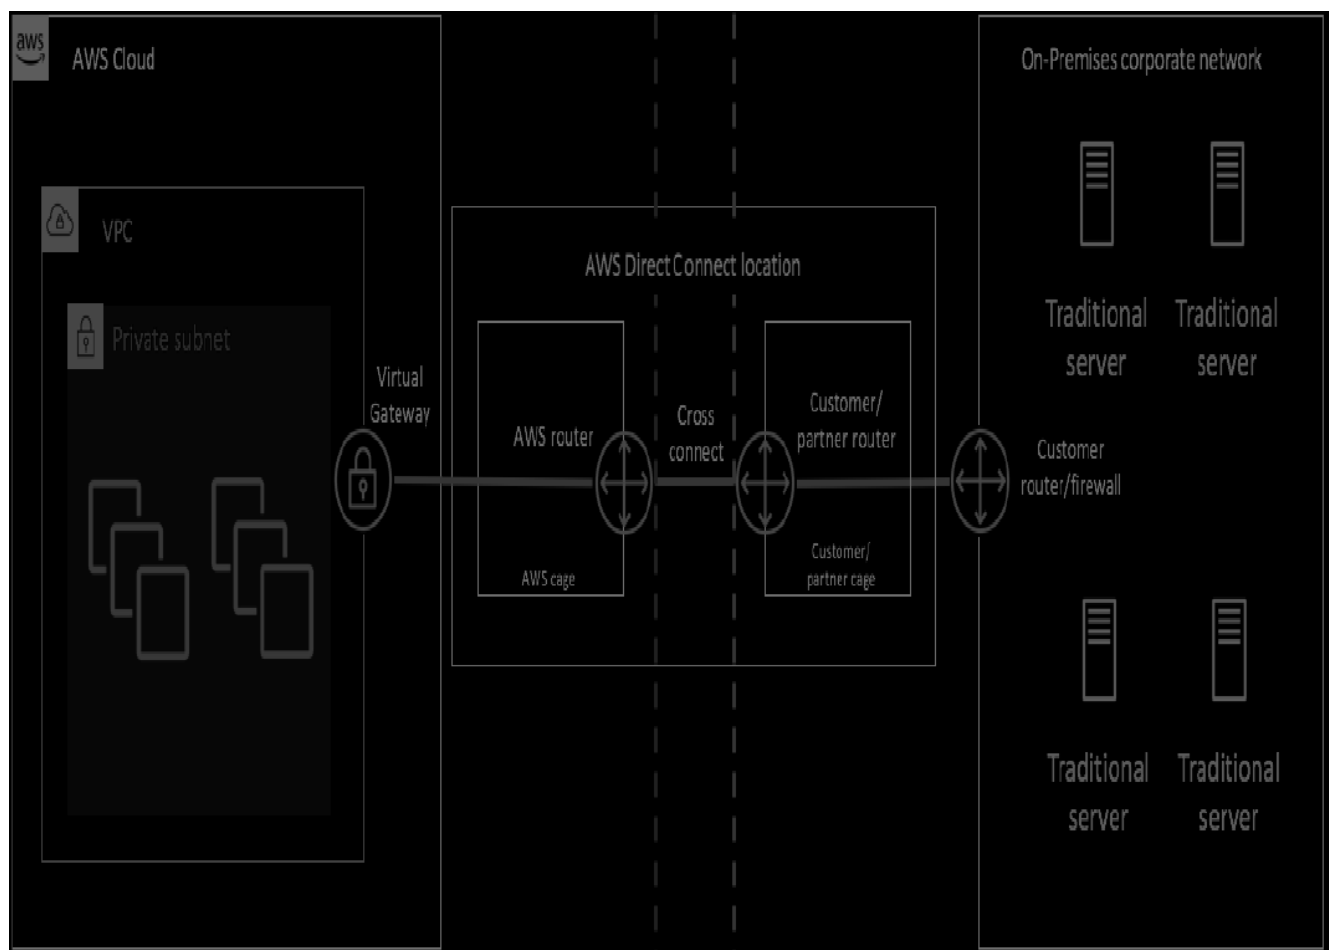 aws
AWS Cloud
On-Premises corporate network
VPC
AWS Direct Connect location
Private subnet
Traditional
server
Traditional
server
Virtual
Gateway
AWS router
Cross
connect
Customer/
partner router
Customer
router/firewall
AWS cage
Customer/
partner cage
Traditional
server
Traditional
server